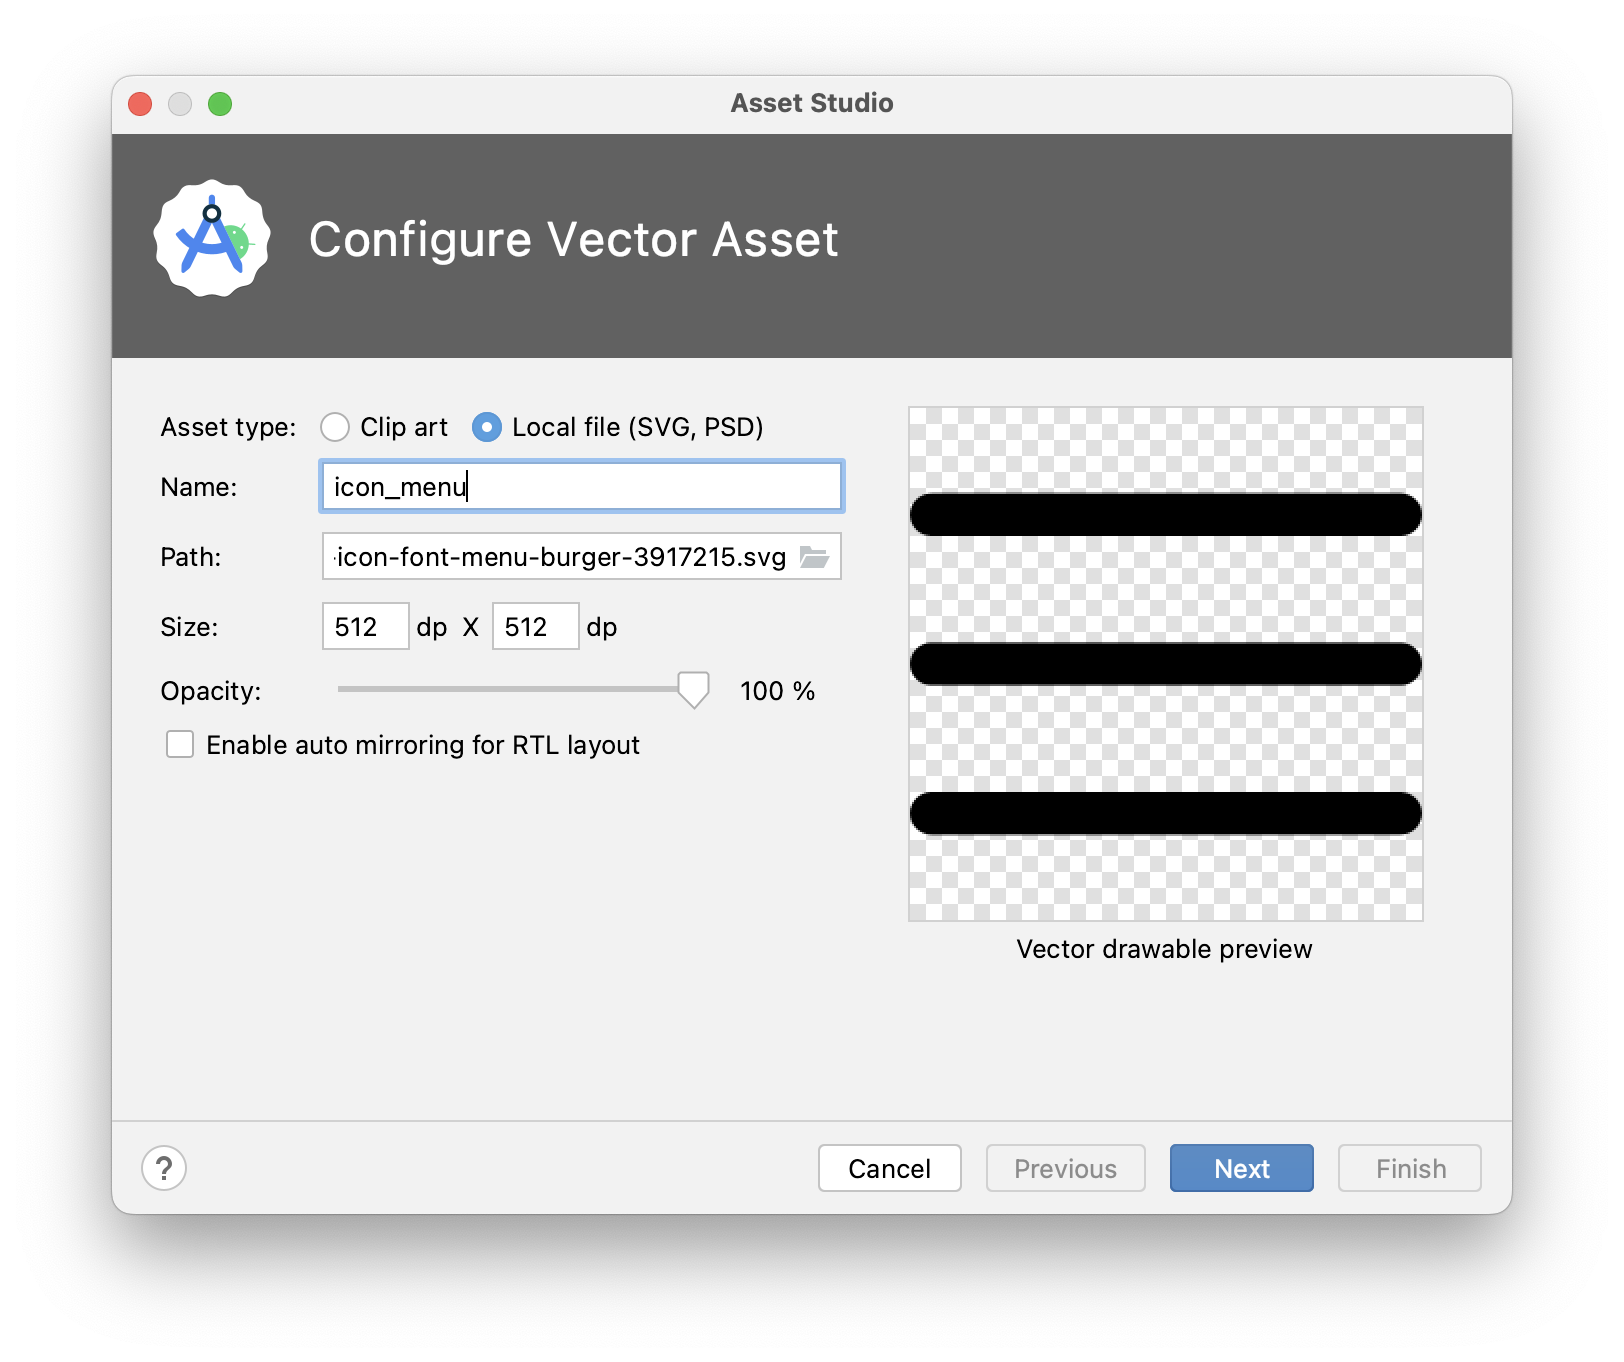 Asset Studio
Configure Vector Asset
Asset type: Clip art Local file (SVG, PSD)
Name: icon_menu
Path: -icon-font-menu-burger-3917215.svg
Size: 512 dp X 512 dp
Opacity: 100 %
Enable auto mirroring for RTL layout
Vector drawable preview
? Cancel Previous Next Finish